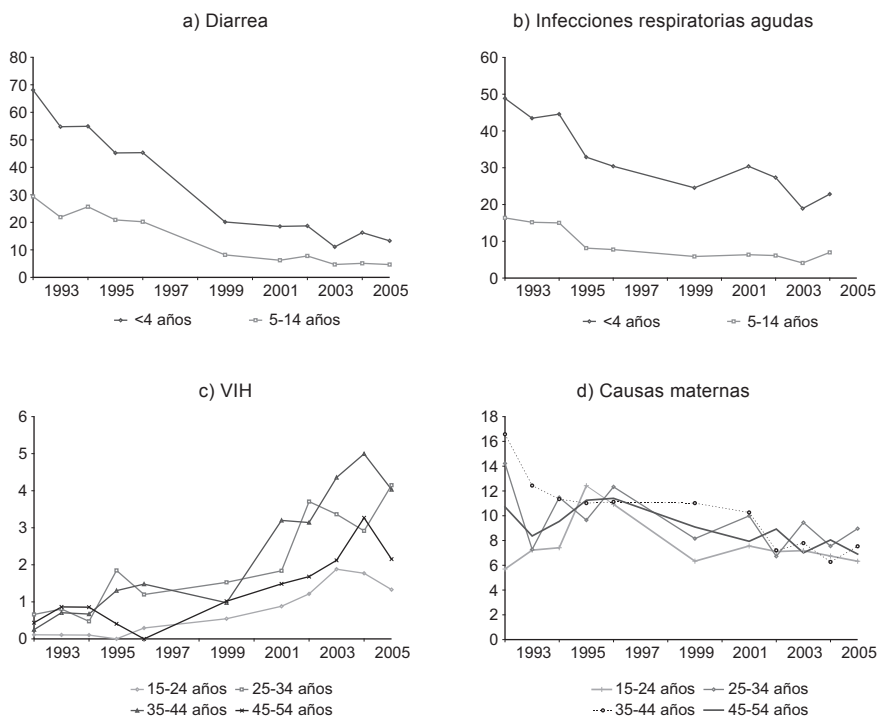 a) Diarrea
80
70
60
50
40
30
20
10
0
1993 1995 1997 1999 2001 2003 2005
<4 años 5-14 años
b) Infecciones respiratorias agudas
60
50
40
30
20
10
0
1993 1995 1997 1999 2001 2003 2005
<4 años 5-14 años
c) VIH
6
5
4
3
2
1
0
1993 1995 1997 1999 2001 2003 2005
15-24 años 25-34 años
35-44 años 45-54 años
d) Causas maternas
18
16
14
12
10
8
6
4
2
0
1993 1995 1997 1999 2001 2003 2005
15-24 años 25-34 años
35-44 años 45-54 años